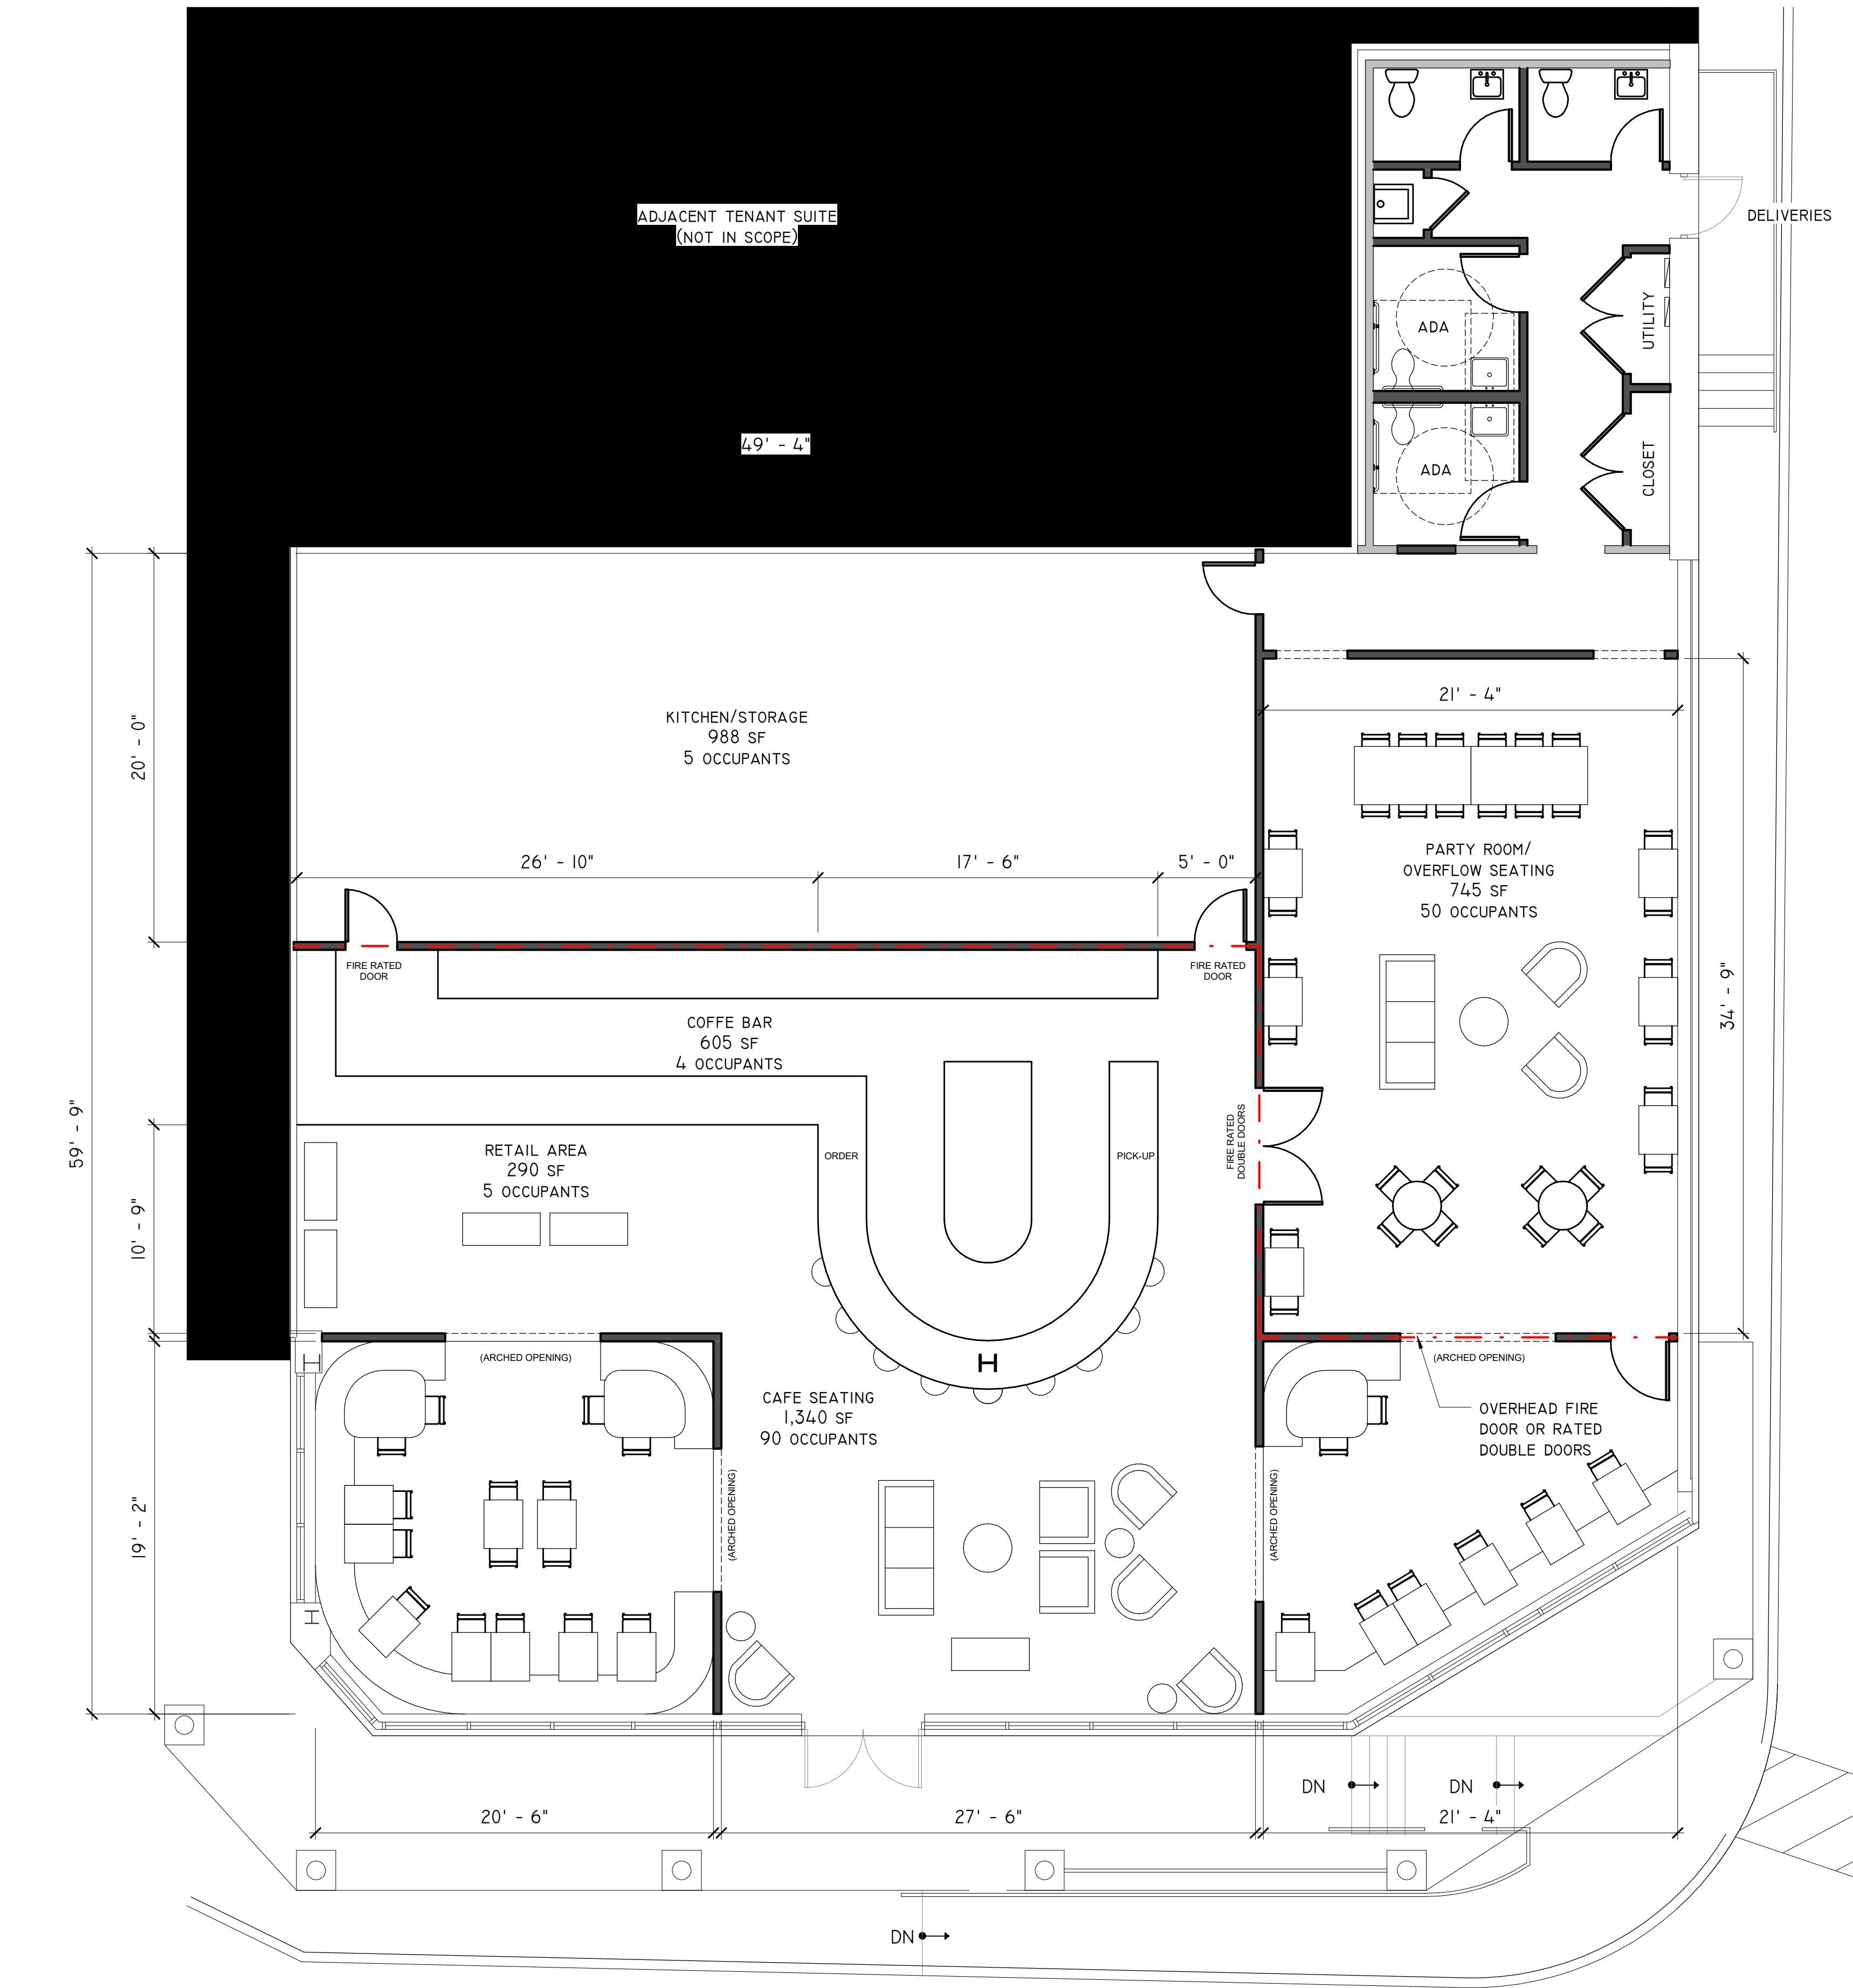 DELIVERIES
ADJACENT TENANT SUITE
(NOT IN SCOPE)
UTILITY
ADA
49' - 4"
ADA
CLOSET
21' - 4"
KITCHEN/STORAGE
988 SF
5 OCCUPANTS
20' - 0"
26' - 10"
17' - 6"
5' - 0"
PARTY ROOM/
OVERFLOW SEATING
745 SF
50 OCCUPANTS
FIRE RATED
DOOR
FIRE RATED
DOOR
34' - 9"
COFFE BAR
605 SF
4 OCCUPANTS
59' - 9"
FIRE RATED
DOUBLE DOORS
RETAIL AREA
290 SF
5 OCCUPANTS
ORDER
PICK-UP
10' - 9"
(ARCHED OPENING)
H
H
(ARCHED OPENING)
CAFE SEATING
1,340 SF
90 OCCUPANTS
OVERHEAD FIRE
DOOR OR RATED
DOUBLE DOORS
19' - 2"
(ARCHED OPENING)
(ARCHED OPENING)
H
DN
DN
20' - 6"
27' - 6"
21' - 4"
DN